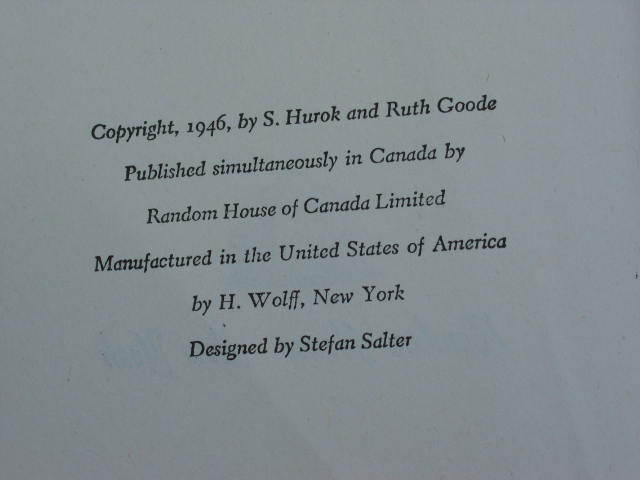 Copyright, 1946, by S. Hurok and Ruth Goode
Published simultaneously in Canada by
Random House of Canada Limited
Manufactured in the United States of America
by H. Wolff, New York
Designed by Stefan Salter